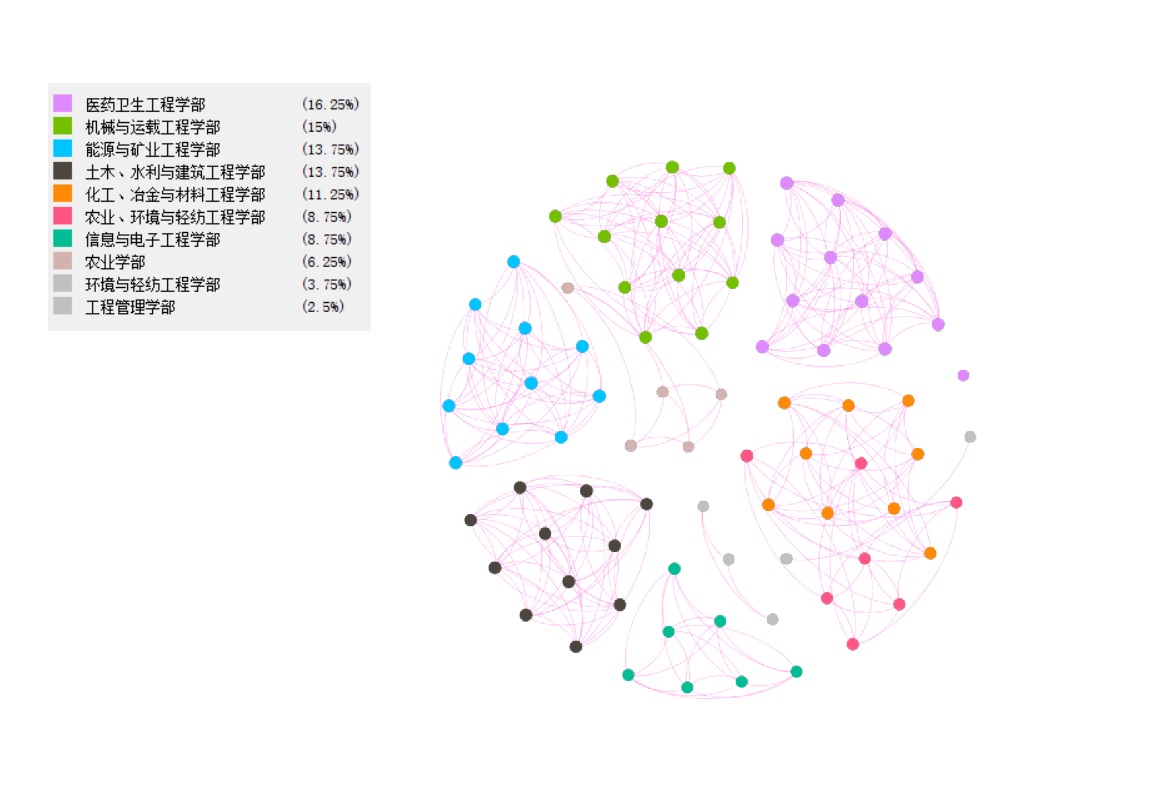 医药卫生工程学部 (16.25%)
机械与运载工程学部 (15%)
能源与矿业工程学部 (13.75%)
土木、水利与建筑工程学部 (13.75%)
化工、冶金与材料工程学部 (11.25%)
农业、环境与轻纺工程学部 (8.75%)
信息与电子工程学部 (8.75%)
农业学部 (6.25%)
环境与轻纺工程学部 (3.75%)
工程管理学部 (2.5%)